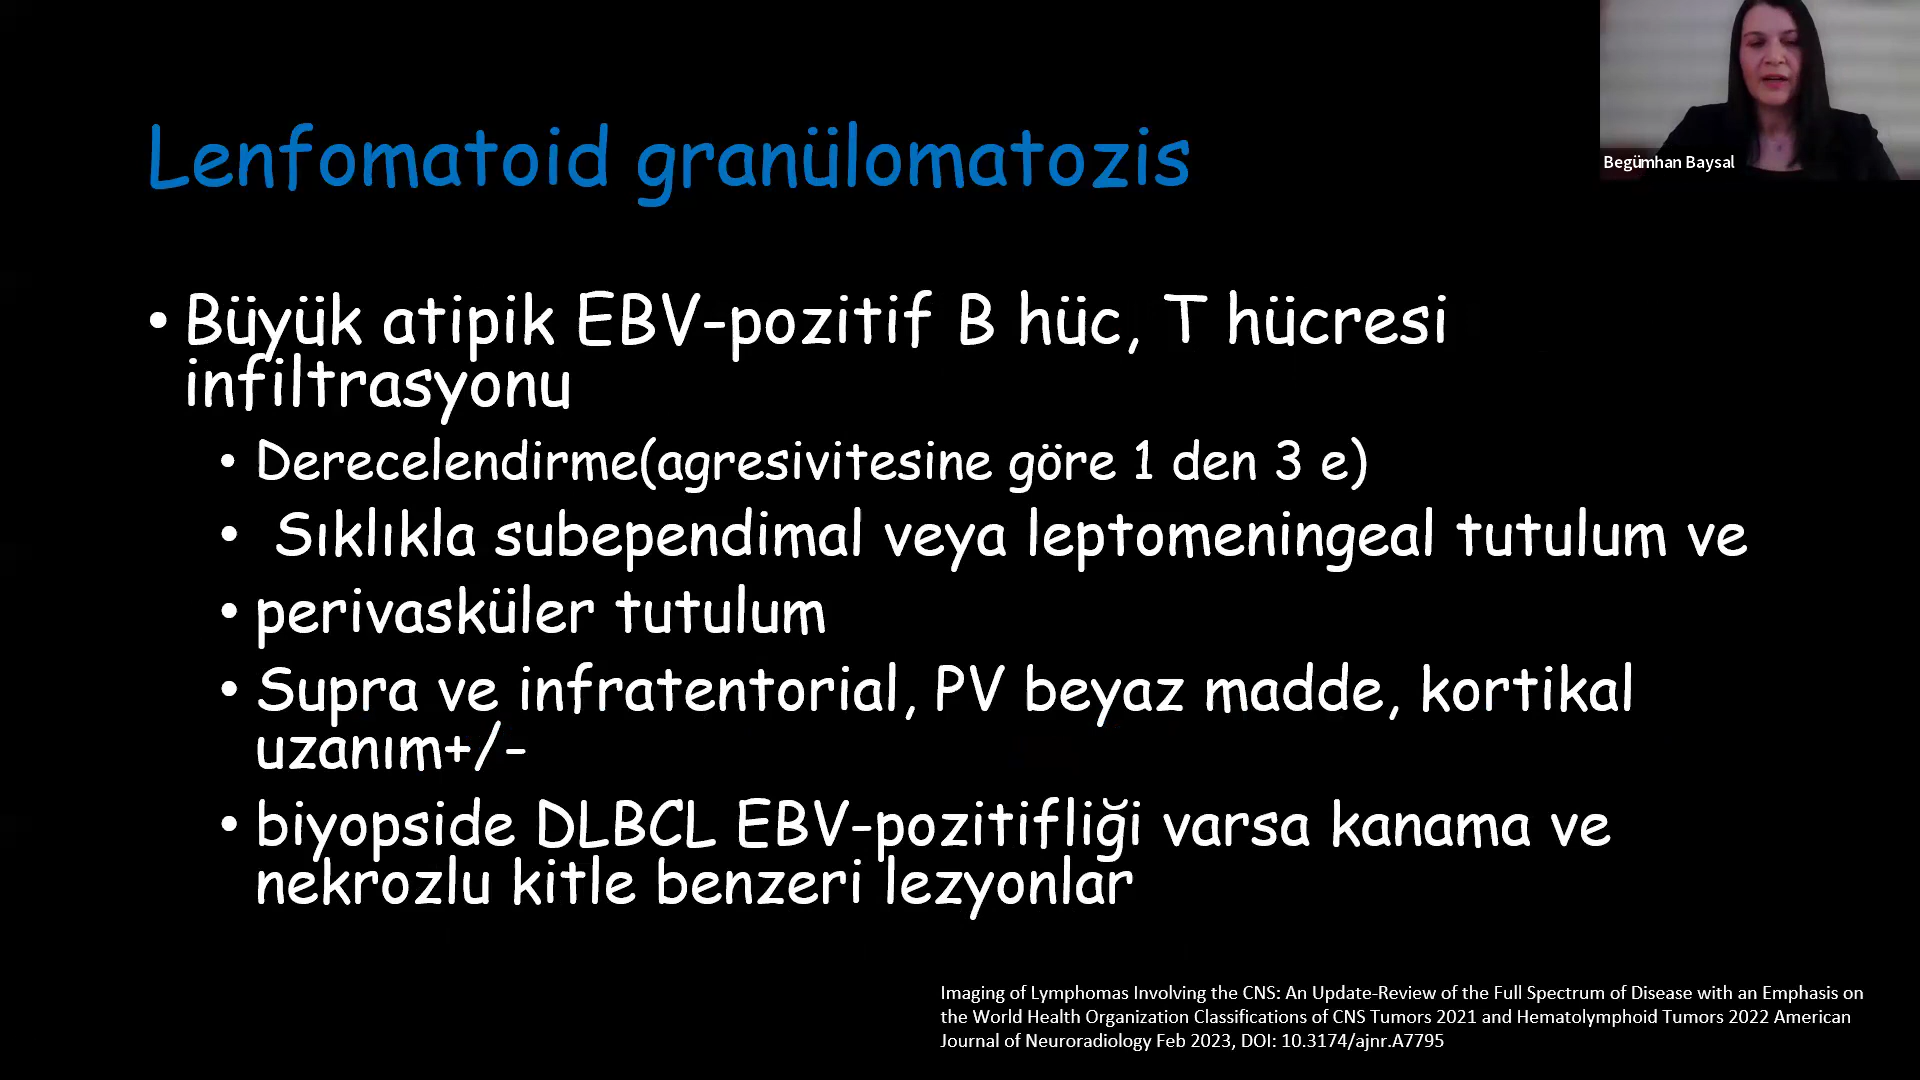 Begümhan Baysal
Lenfomatoid granülomatozis
• Büyük atipik EBV-pozitif B hüc, T hücresi
infiltrasyonu
• Derecelendirme(agresivitesine göre 1 den 3 e)
• Sıklıkla subependimal veya leptomeningeal tutulum ve
• perivasküler tutulum
• Supra ve infratentorial, PV beyaz madde, kortikal
uzanım+/-
• biyopside DLBCL EBV-pozitifliği varsa kanama ve
nekrozlu kitle benzeri lezyonlar
Imaging of Lymphomas Involving the CNS: An Update-Review of the Full Spectrum of Disease with an Emphasis on
the World Health Organization Classifications of CNS Tumors 2021 and Hematolymphoid Tumors 2022 American
Journal of Neuroradiology Feb 2023, DOI: 10.3174/ajnr.A7795